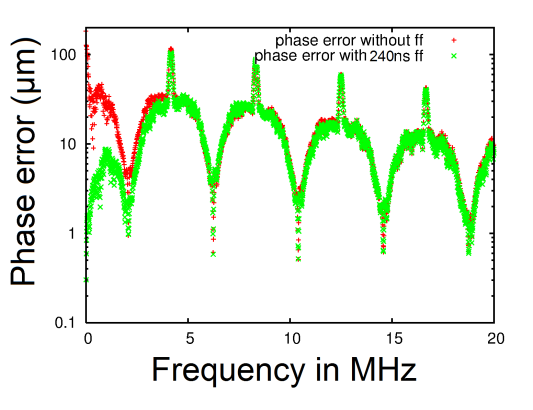 phase error without ff
phase error with 240ns ff
100
10
1
0.1
0 5 10 15 20
Phase error (µm)
Frequency in MHz